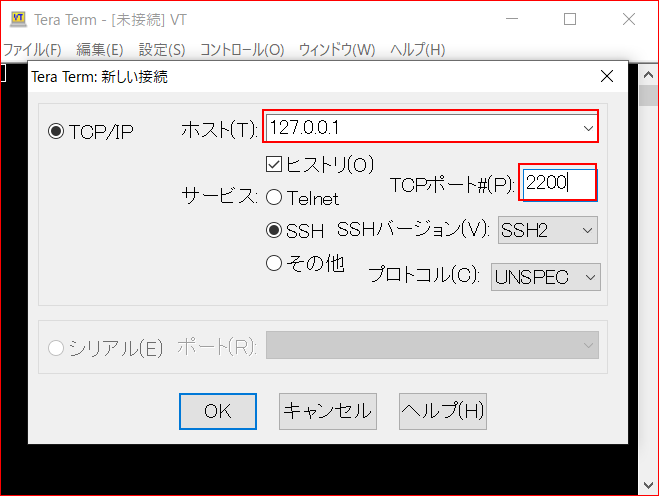 Tera Term - [未接続] VT
ファイル(F) 編集(E) 設定(S) コントロール(O) ウィンドウ(W) ヘルプ(H)
Tera Term: 新しい接続
TCP/IP ホスト(T): 127.0.0.1
ヒストリ(O)
サービス: Telnet TCPポート#(P): 2200
SSH SSHバージョン(V): SSH2
その他 プロトコル(C): UNSPEC
シリアル(E) ポート(R):
OK キャンセル ヘルプ(H)